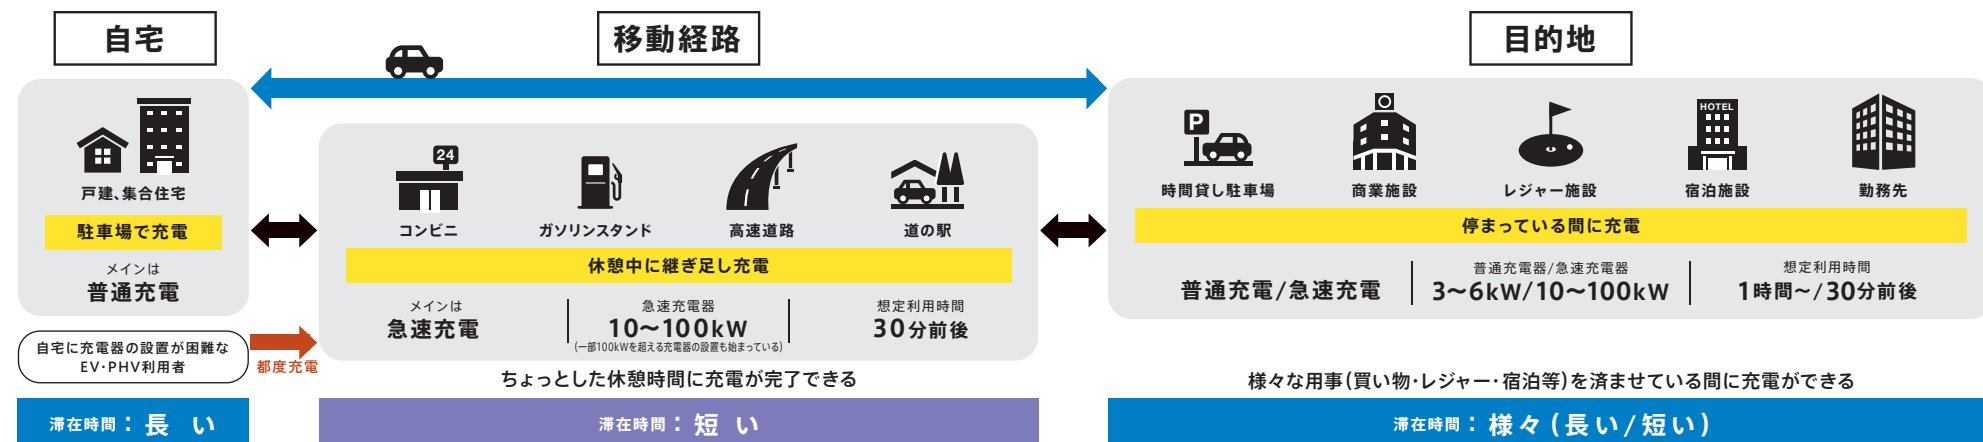 自宅
戸建、集合住宅
駐車場で充電
メインは
普通充電
自宅に充電器の設置が困難な
EV・PHV利用者
都度充電
滞在時間：長い
移動経路
24
コンビニ
ガソリンスタンド
高速道路
道の駅
休憩中に継ぎ足し充電
メインは
急速充電
急速充電器
10〜100kW
(一部100kWを超える充電器の設置も始まっている)
想定利用時間
30分前後
ちょっとした休憩時間に充電が完了できる
滞在時間：短い
目的地
P
HOTEL
時間貸し駐車場
商業施設
レジャー施設
宿泊施設
勤務先
停まっている間に充電
普通充電/急速充電
普通充電器/急速充電器
3〜6kW/10〜100kW
想定利用時間
1時間〜/30分前後
様々な用事(買い物・レジャー・宿泊等)を済ませている間に充電ができる
滞在時間：様々(長い/短い)